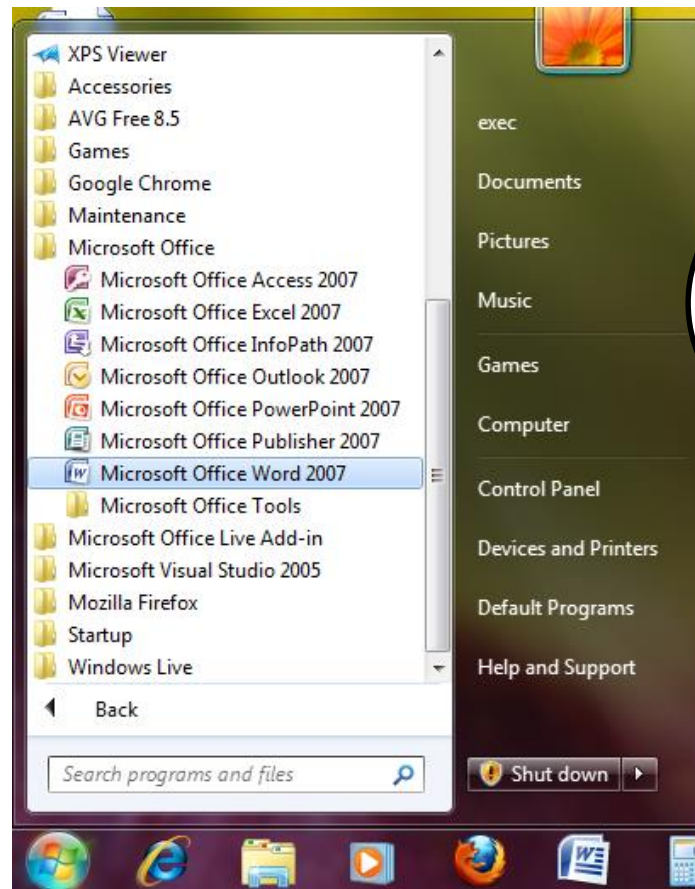 XPS Viewer
Accessories
AVG Free 8.5
Games
Google Chrome
Maintenance
Microsoft Office
Microsoft Office Access 2007
Microsoft Office Excel 2007
Microsoft Office InfoPath 2007
Microsoft Office Outlook 2007
Microsoft Office PowerPoint 2007
Microsoft Office Publisher 2007
Microsoft Office Word 2007
Microsoft Office Tools
Microsoft Office Live Add-in
Microsoft Visual Studio 2005
Mozilla Firefox
Startup
Windows Live
Back
Search programs and files
exec
Documents
Pictures
Music
Games
Computer
Control Panel
Devices and Printers
Default Programs
Help and Support
Shut down